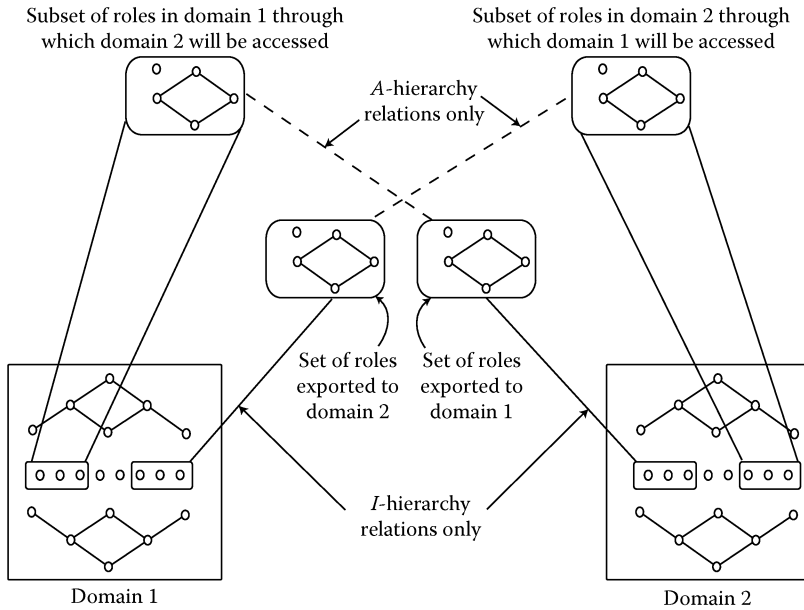 Subset of roles in domain 1 through
which domain 2 will be accessed
Subset of roles in domain 2 through
which domain 1 will be accessed
A-hierarchy
relations only
Set of roles
exported to
domain 2
Set of roles
exported to
domain 1
I-hierarchy
relations only
Domain 1
Domain 2